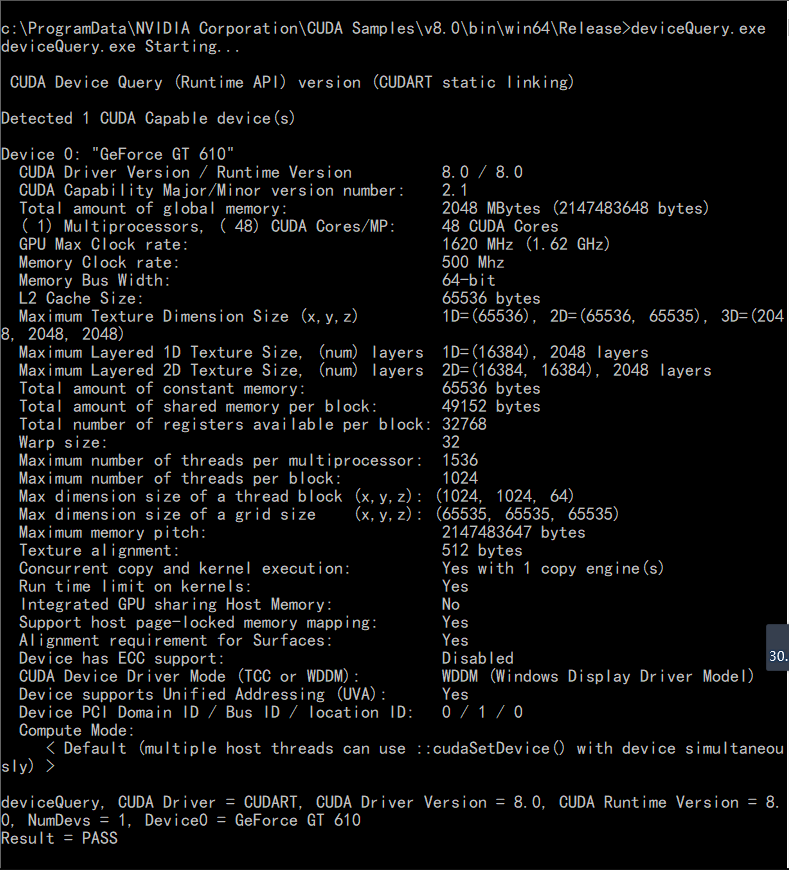 c:\ProgramData\NVIDIA Corporation\CUDA Samples\v8.0\bin\win64\Release>deviceQuery.exe
deviceQuery.exe Starting...
CUDA Device Query (Runtime API) version (CUDART static linking)
Detected 1 CUDA Capable device(s)
Device 0: "GeForce GT 610"
CUDA Driver Version / Runtime Version 8.0 / 8.0
CUDA Capability Major/Minor version number: 2.1
Total amount of global memory: 2048 MBytes (2147483648 bytes)
( 1) Multiprocessors, ( 48) CUDA Cores/MP: 48 CUDA Cores
GPU Max Clock rate: 1620 MHz (1.62 GHz)
Memory Clock rate: 500 Mhz
Memory Bus Width: 64-bit
L2 Cache Size: 65536 bytes
Maximum Texture Dimension Size (x,y,z) 1D=(65536), 2D=(65536, 65535), 3D=(204
8, 2048, 2048)
Maximum Layered 1D Texture Size, (num) layers 1D=(16384), 2048 layers
Maximum Layered 2D Texture Size, (num) layers 2D=(16384, 16384), 2048 layers
Total amount of constant memory: 65536 bytes
Total amount of shared memory per block: 49152 bytes
Total number of registers available per block: 32768
Warp size: 32
Maximum number of threads per multiprocessor: 1536
Maximum number of threads per block: 1024
Max dimension size of a thread block (x,y,z): (1024, 1024, 64)
Max dimension size of a grid size (x,y,z): (65535, 65535, 65535)
Maximum memory pitch: 2147483647 bytes
Texture alignment: 512 bytes
Concurrent copy and kernel execution: Yes with 1 copy engine(s)
Run time limit on kernels: Yes
Integrated GPU sharing Host Memory: No
Support host page-locked memory mapping: Yes
Alignment requirement for Surfaces: Yes
Device has ECC support: Disabled
30.
CUDA Device Driver Mode (TCC or WDDM): WDDM (Windows Display Driver Model)
Device supports Unified Addressing (UVA): Yes
Device PCI Domain ID / Bus ID / location ID: 0 / 1 / 0
Compute Mode:
< Default (multiple host threads can use ::cudaSetDevice() with device simultaneou
sly) >
deviceQuery, CUDA Driver = CUDART, CUDA Driver Version = 8.0, CUDA Runtime Version = 8.
0, NumDevs = 1, Device0 = GeForce GT 610
Result = PASS